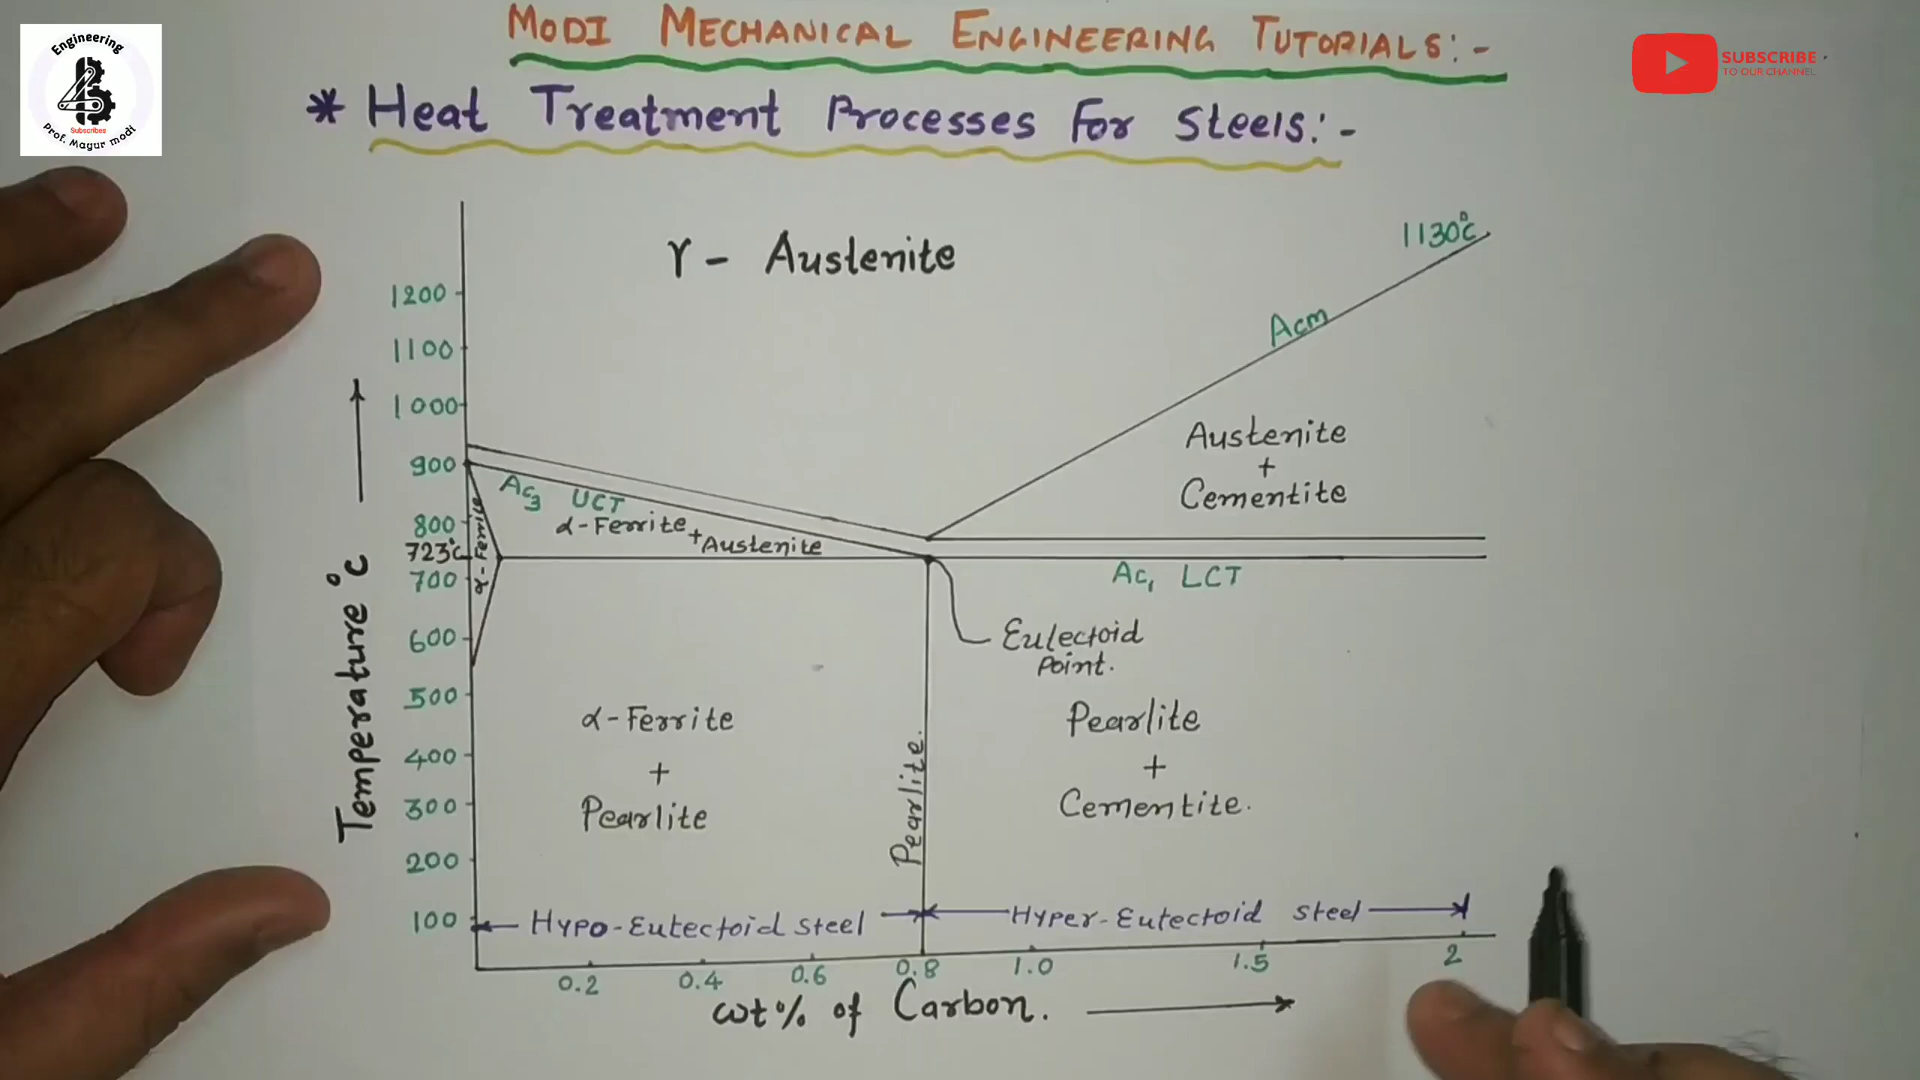 MODI MECHANICAL ENGINEERING TUTORIALS:-
Engineering
Subscribes
Prof. Mayur modi
SUBSCRIBE
TO OUR CHANNEL
* Heat Treatment Processes For Steels:-
γ - Austenite
1130°C
Acm
1200
1100
1000
900
800
723°C
700
600
500
400
300
200
100
Temperature °C
Ac3 UCT
α-Ferrite
+
Austenite
α-Ferrite
Austenite
+
Cementite
Ac1 LCT
Eutectoid
Point.
α-Ferrite
+
Pearlite
Pearlite.
Pearlite
+
Cementite.
Hypo-Eutectoid steel
Hyper-Eutectoid steel
0.2
0.4
0.6
0.8
1.0
1.5
2
wt% of Carbon.